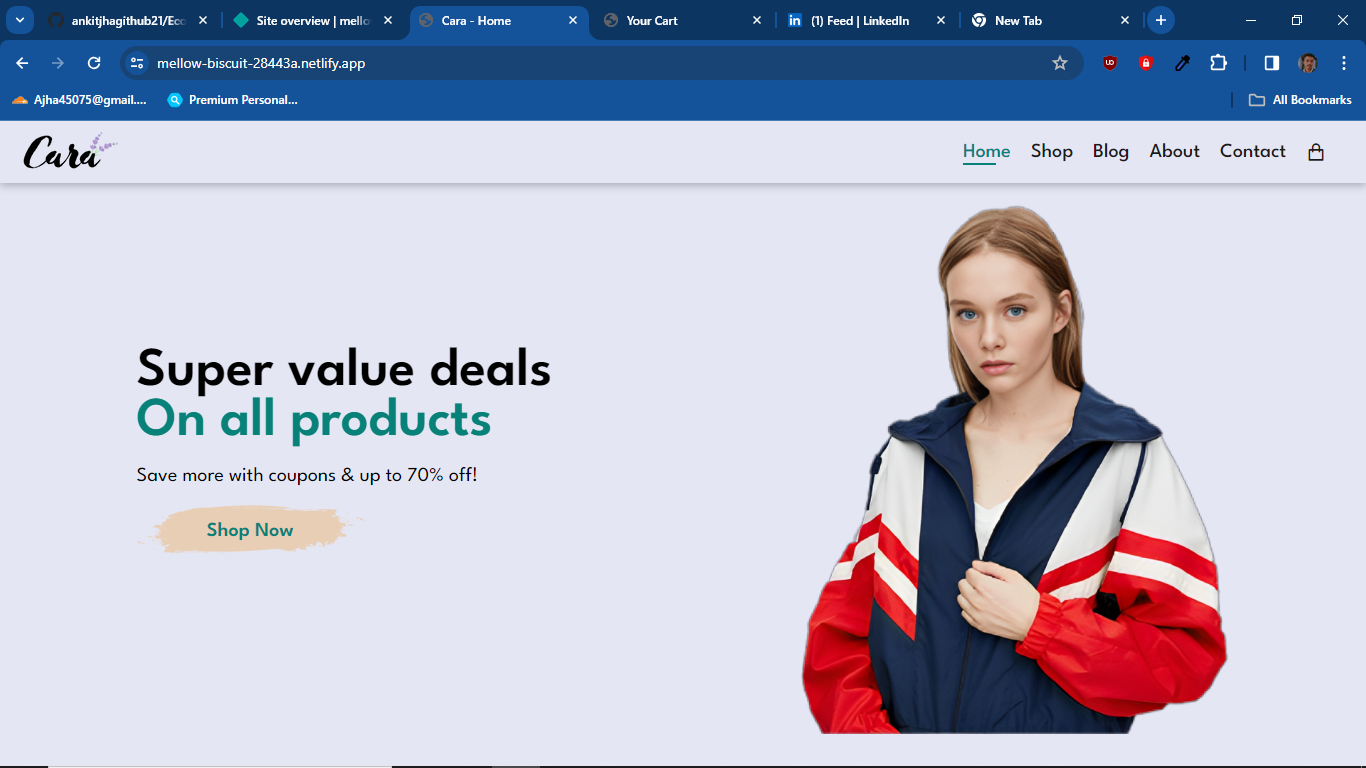 ankitjhagithub21/Eco
Site overview | mello
Cara - Home
Your Cart
(1) Feed | LinkedIn
New Tab
mellow-biscuit-28443a.netlify.app
Ajha45075@gmail....
Premium Personal...
All Bookmarks
Cara
Home
Shop
Blog
About
Contact
Super value deals
On all products
Save more with coupons & up to 70% off!
Shop Now